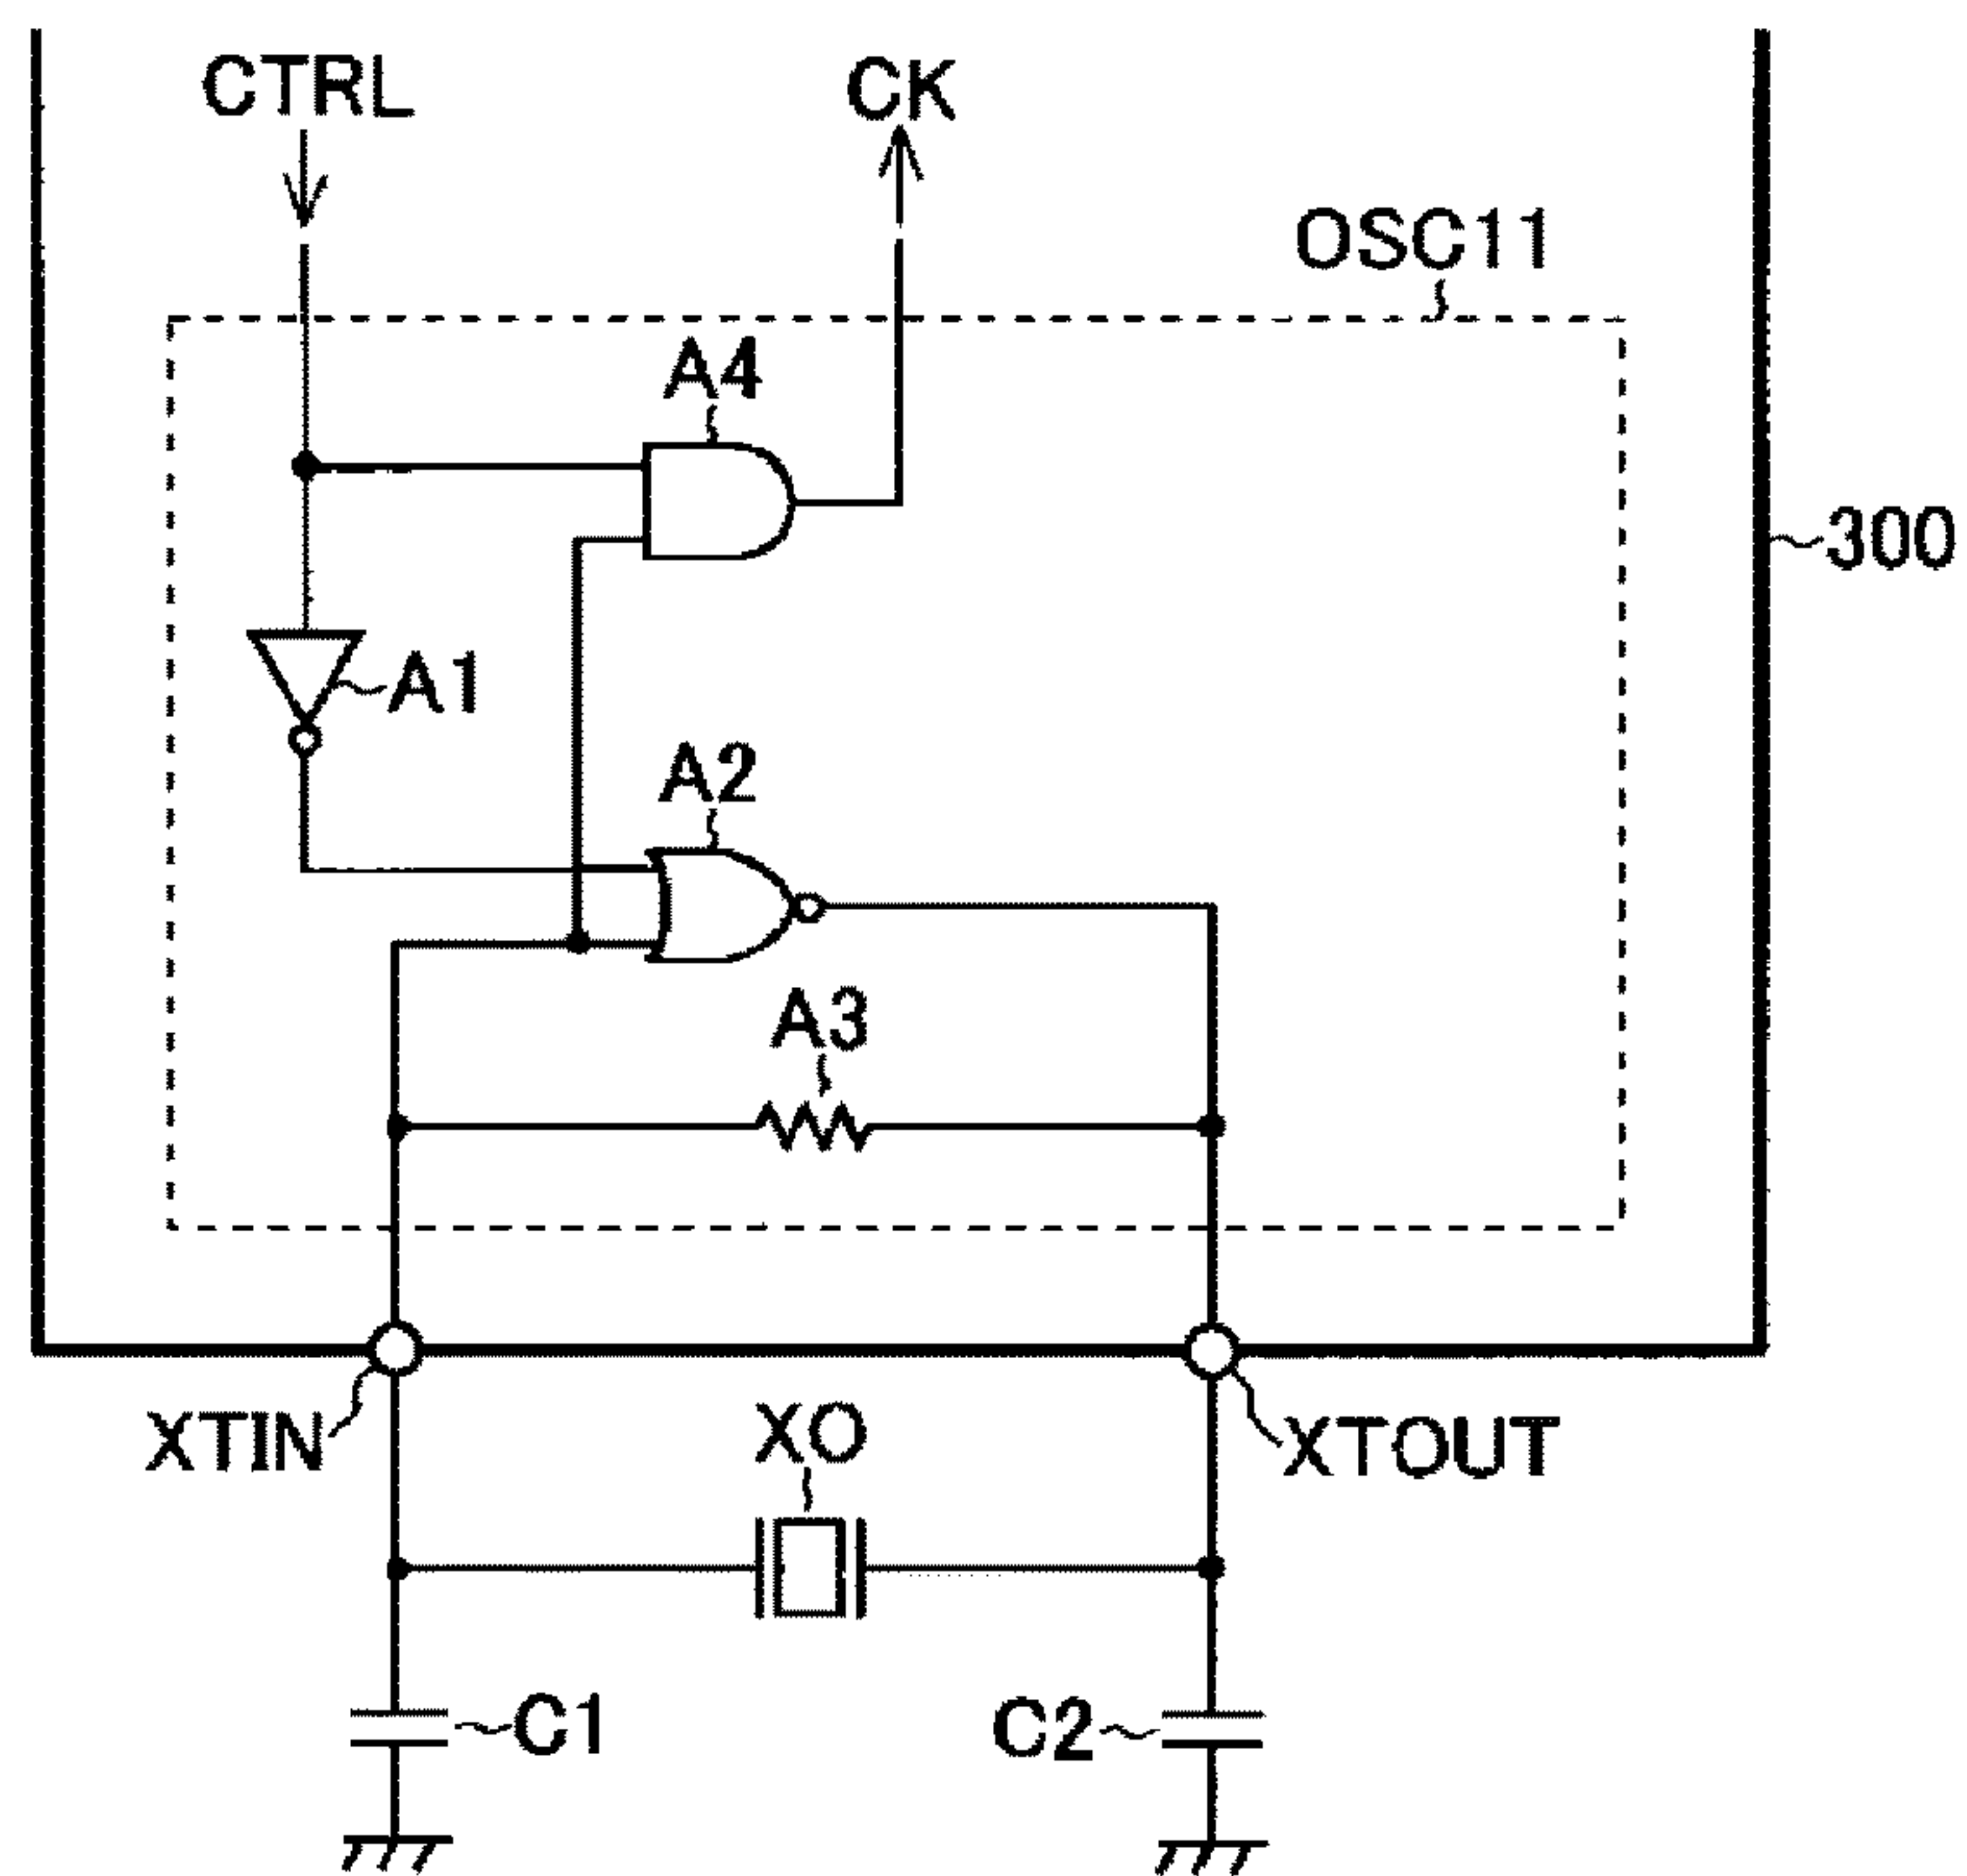 CTRL
CK
OSC11
A4
300
A1
A2
A3
XTIN
XO
XTOUT
C1
C2